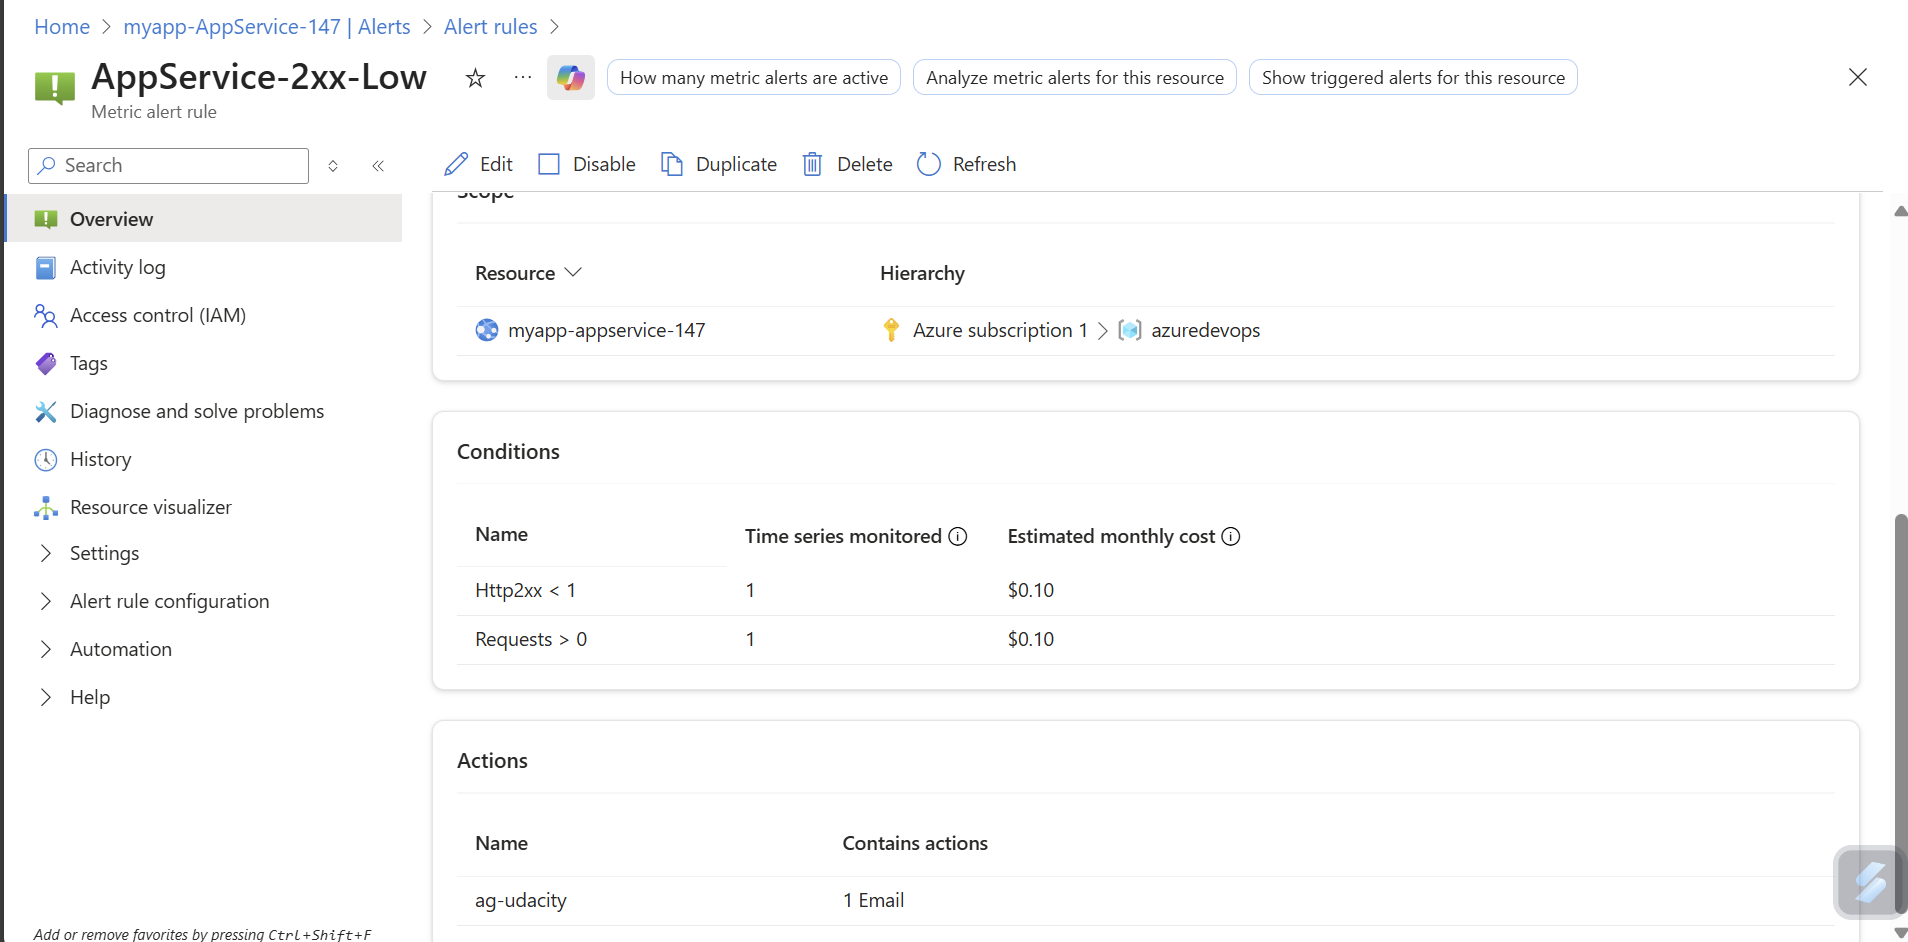 Home > myapp-AppService-147 | Alerts > Alert rules >
AppService-2xx-Low
Metric alert rule
How many metric alerts are active
Analyze metric alerts for this resource
Show triggered alerts for this resource
Search
Edit
Disable
Duplicate
Delete
Refresh
Overview
Activity log
Access control (IAM)
Tags
Diagnose and solve problems
History
Resource visualizer
Settings
Alert rule configuration
Automation
Help
Add or remove favorites by pressing Ctrl+Shift+F
Scope
Resource Hierarchy
myapp-appservice-147 Azure subscription 1 > azuredevops
Conditions
Name Time series monitored Estimated monthly cost
Http2xx < 1 1 $0.10
Requests > 0 1 $0.10
Actions
Name Contains actions
ag-udacity 1 Email